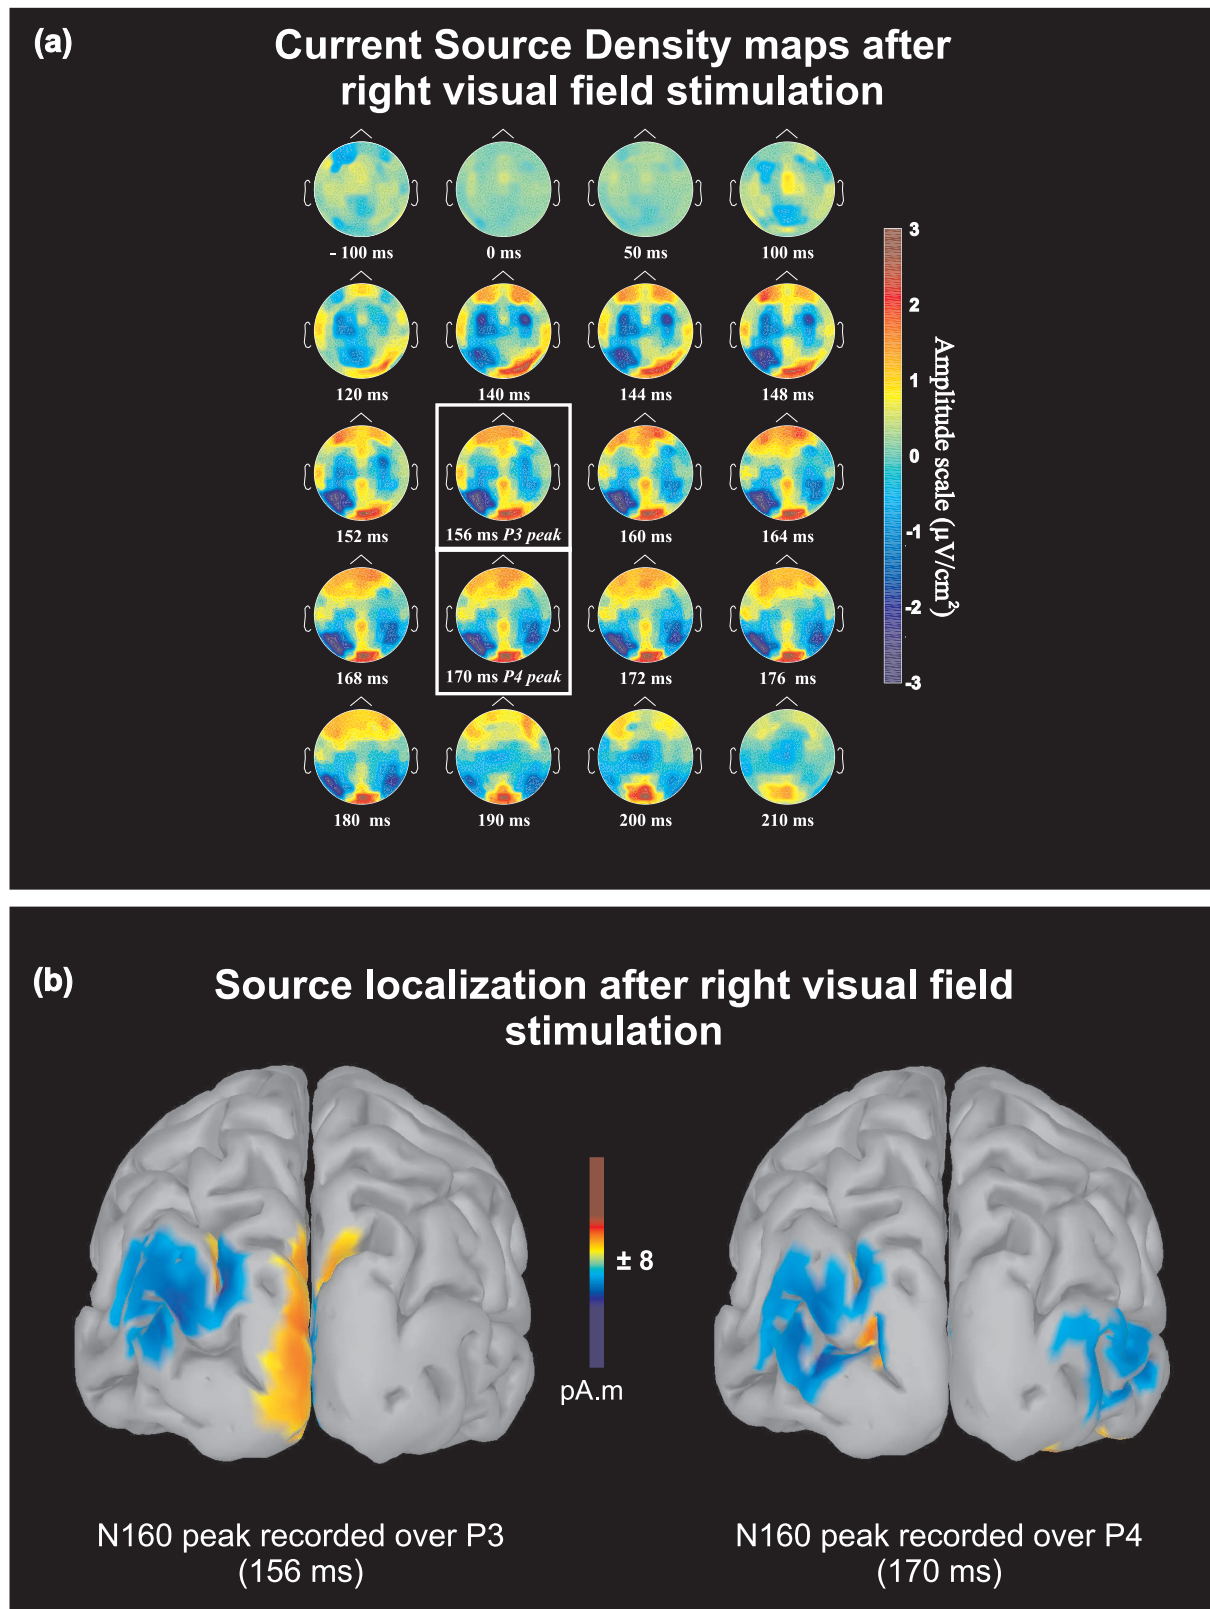 (a)
Current Source Density maps after
right visual field stimulation
- 100 ms
0 ms
50 ms
100 ms
120 ms
140 ms
144 ms
148 ms
152 ms
156 ms P3 peak
160 ms
164 ms
168 ms
170 ms P4 peak
172 ms
176 ms
180 ms
190 ms
200 ms
210 ms
3
2
1
0
-1
-2
-3
Amplitude scale (µV/cm²)
(b)
Source localization after right visual field
stimulation
± 8
pA.m
N160 peak recorded over P3
(156 ms)
N160 peak recorded over P4
(170 ms)